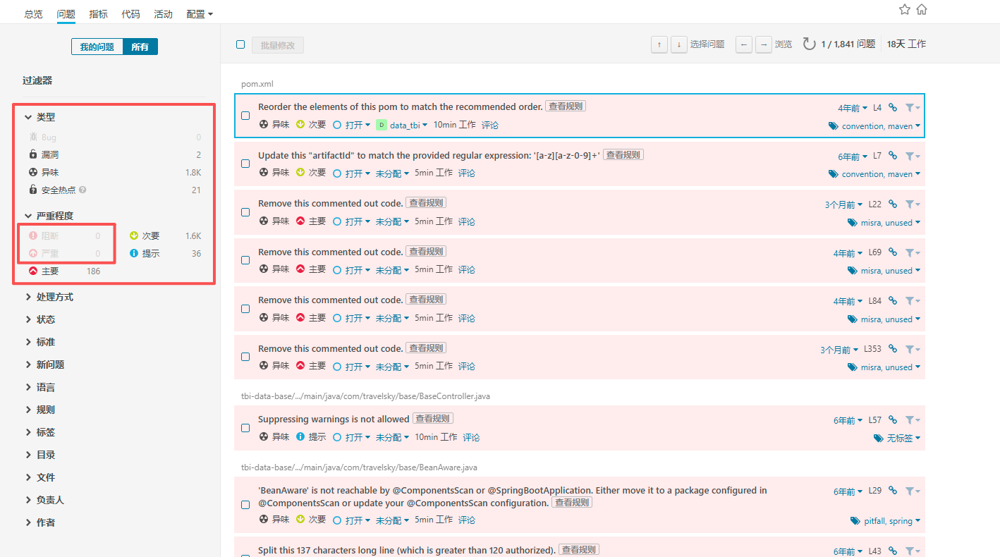 总览 问题 指标 代码 活动 配置
我的问题 所有
批量修改
↑ ↓ 选择问题 ← → 浏览 1 / 1,841 问题 18天 工作
过滤器
类型
Bug 0
漏洞 2
异味 1.8K
安全热点 ? 21
严重程度
阻断 0 次要 1.6K
严重 0 提示 36
主要 186
处理方式
状态
标准
新问题
语言
规则
标签
目录
文件
负责人
作者
pom.xml
Reorder the elements of this pom to match the recommended order. 查看规则 4年前 L4
异味 次要 打开 D data_tbi 10min 工作 评论 convention, maven
Update this "artifactId" to match the provided regular expression: '[a-z][a-z-0-9]+' 查看规则 6年前 L7
异味 次要 打开 未分配 5min 工作 评论 convention, maven
Remove this commented out code. 查看规则 3个月前 L22
异味 主要 打开 未分配 5min 工作 评论 misra, unused
Remove this commented out code. 查看规则 4年前 L69
异味 主要 打开 未分配 5min 工作 评论 misra, unused
Remove this commented out code. 查看规则 4年前 L84
异味 主要 打开 未分配 5min 工作 评论 misra, unused
Remove this commented out code. 查看规则 3个月前 L353
异味 主要 打开 未分配 5min 工作 评论 misra, unused
tbi-data-base/.../main/java/com/travelsky/base/BaseController.java
Suppressing warnings is not allowed 查看规则 6年前 L57
异味 提示 打开 未分配 10min 工作 评论 无标签
tbi-data-base/.../main/java/com/travelsky/base/BeanAware.java
'BeanAware' is not reachable by @ComponentsScan or @SpringBootApplication. Either move it to a package configured in 6年前 L29
@ComponentsScan or update your @ComponentsScan configuration. 查看规则
异味 次要 打开 未分配 5min 工作 评论 pitfall, spring
Split this 137 characters long line (which is greater than 120 authorized). 查看规则 6年前 L43